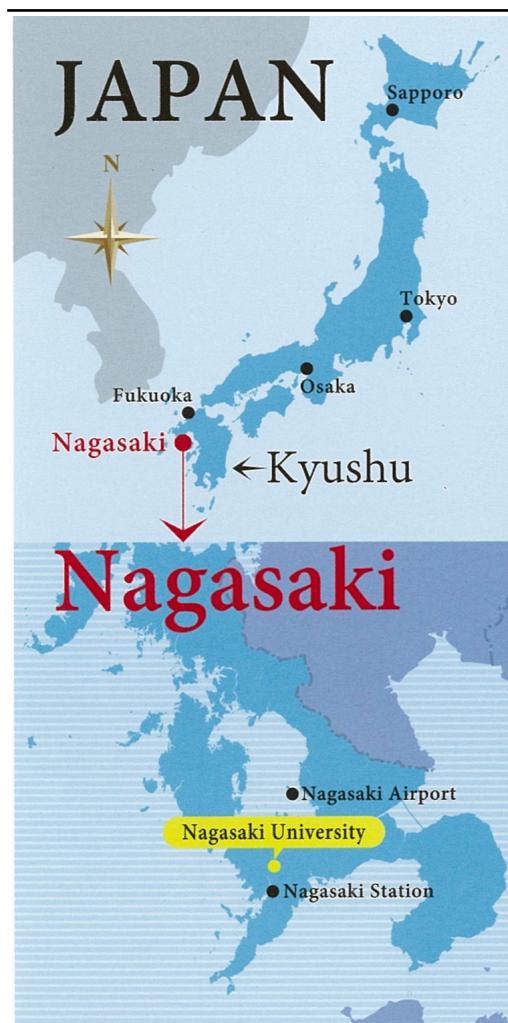 JAPAN
Sapporo
N
Tokyo
Osaka
Fukuoka
Nagasaki
Kyushu
Nagasaki
Nagasaki Airport
Nagasaki University
Nagasaki Station